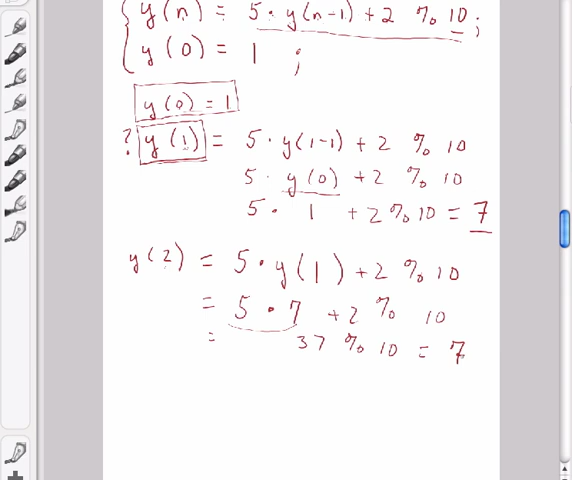 { y(n) = 5 · y(n-1) + 2 % 10 ;
y(0) = 1 ;
y(0) = 1
? y(1) = 5 · y(1-1) + 2 % 10
5 · y(0) + 2 % 10
5 · 1 + 2 % 10 = 7
y(2) = 5 · y(1) + 2 % 10
= 5 · 7 + 2 % 10
= 37 % 10 = 7